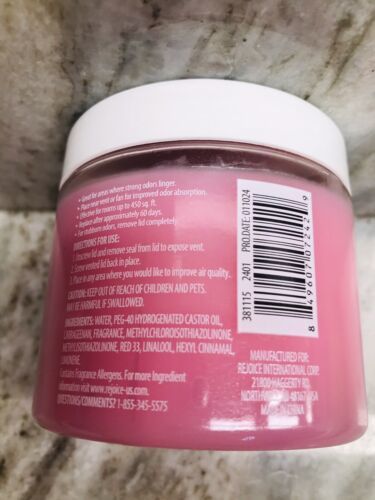 • Great for areas where strong odors linger.
• Place near vent or fan for improved odor absorption.
• Effective for rooms up to 450 sq. ft.
• Replace after approximately 60 days.
• For stubborn odors, remove lid completely.
DIRECTIONS FOR USE:
1. Unscrew lid and remove seal from lid to expose vent.
2. Screw vented lid back in place.
3. Place in any area where you would like to improve air quality.
CAUTION: KEEP OUT OF REACH OF CHILDREN AND PETS.
MAY BE HARMFUL IF SWALLOWED.
INGREDIENTS: WATER, PEG-40 HYDROGENATED CASTOR OIL,
CARRAGEENAN, FRAGRANCE, METHYLCHLOROISOTHIAZOLINONE,
METHYLISOTHIAZOLINONE, RED 33, LINALOOL, HEXYL CINNAMAL,
LIMONENE.
Contains Fragrance Allergens. For more Ingredient
information visit www.rejoice-us.com
QUESTIONS/COMMENTS? 1-855-345-5575
381115 2401 PRO.DATE: 011024
8 49607 07242 9
MANUFACTURED FOR:
REJOICE INTERNATIONAL CORP.
21800 HAGGERTY RD.
48167 USA
MADE IN CHINA